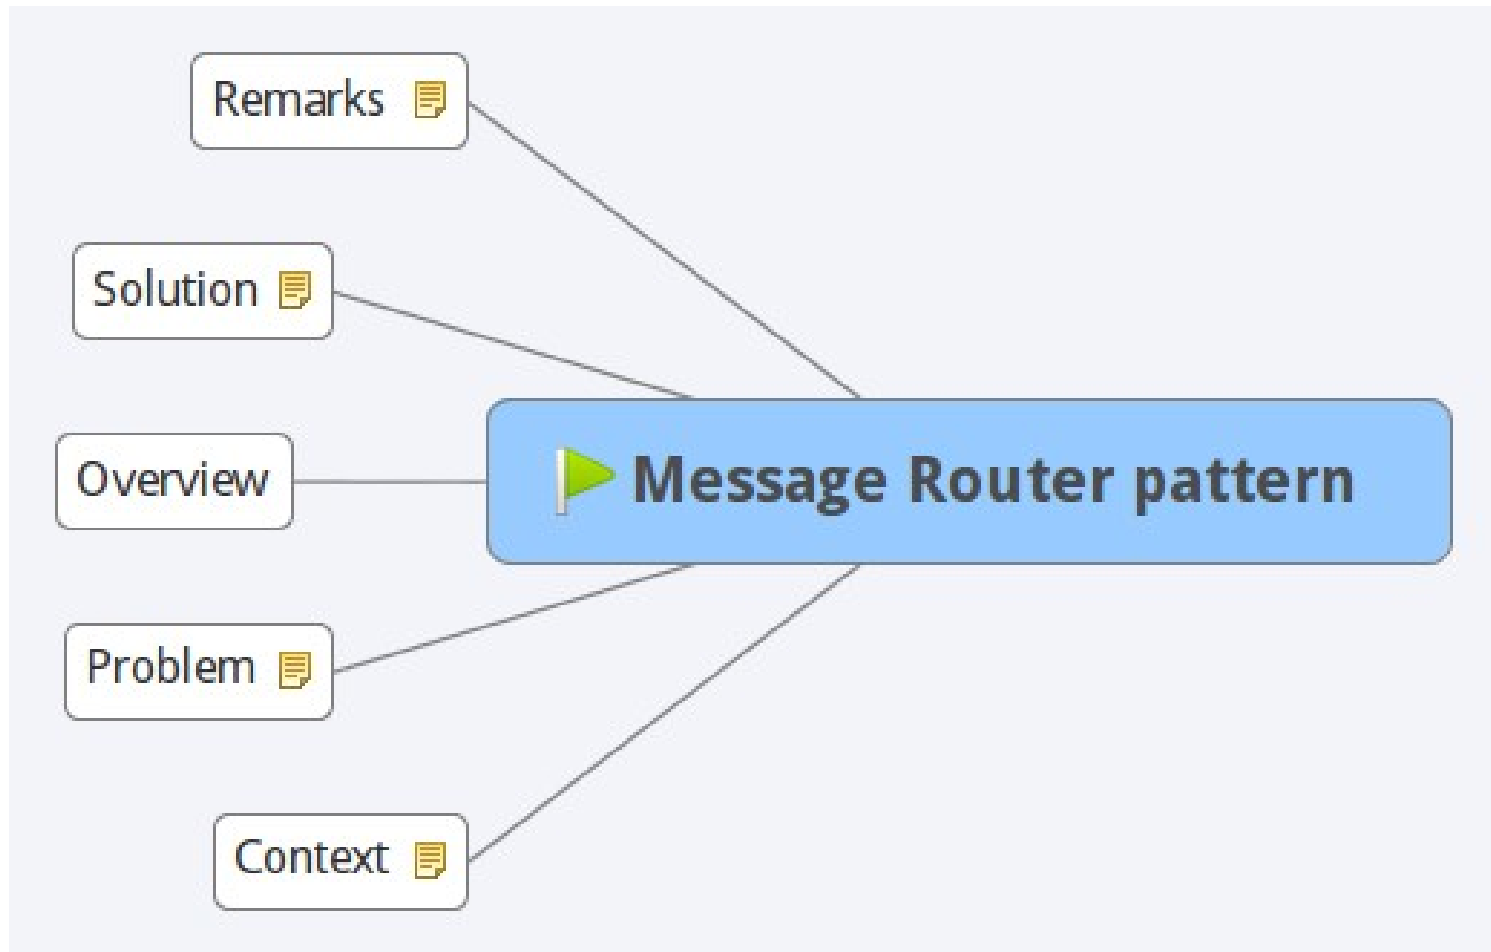 Remarks
Solution
Overview
Message Router pattern
Problem
Context